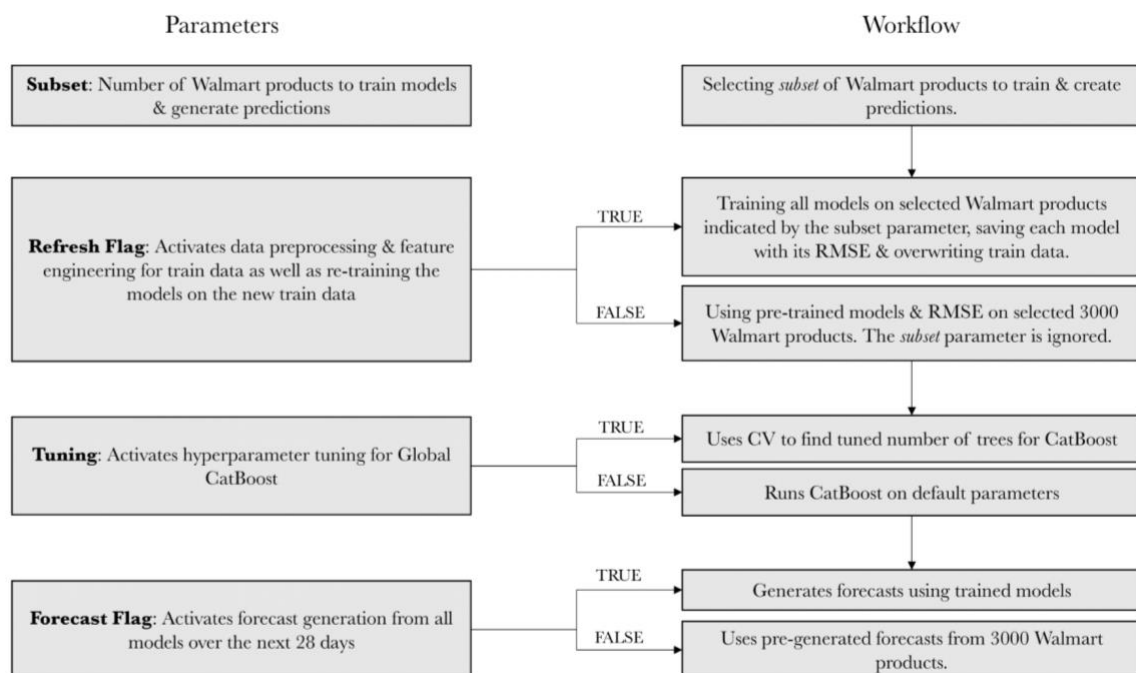 Parameters
Workflow
Subset: Number of Walmart products to train models
& generate predictions
Selecting subset of Walmart products to train & create
predictions.
Refresh Flag: Activates data preprocessing & feature
engineering for train data as well as re-training the
models on the new train data
TRUE
Training all models on selected Walmart products
indicated by the subset parameter, saving each model
with its RMSE & overwriting train data.
FALSE
Using pre-trained models & RMSE on selected 3000
Walmart products. The subset parameter is ignored.
Tuning: Activates hyperparameter tuning for Global
CatBoost
TRUE
Uses CV to find tuned number of trees for CatBoost
FALSE
Runs CatBoost on default parameters
Forecast Flag: Activates forecast generation from all
models over the next 28 days
TRUE
Generates forecasts using trained models
FALSE
Uses pre-generated forecasts from 3000 Walmart
products.